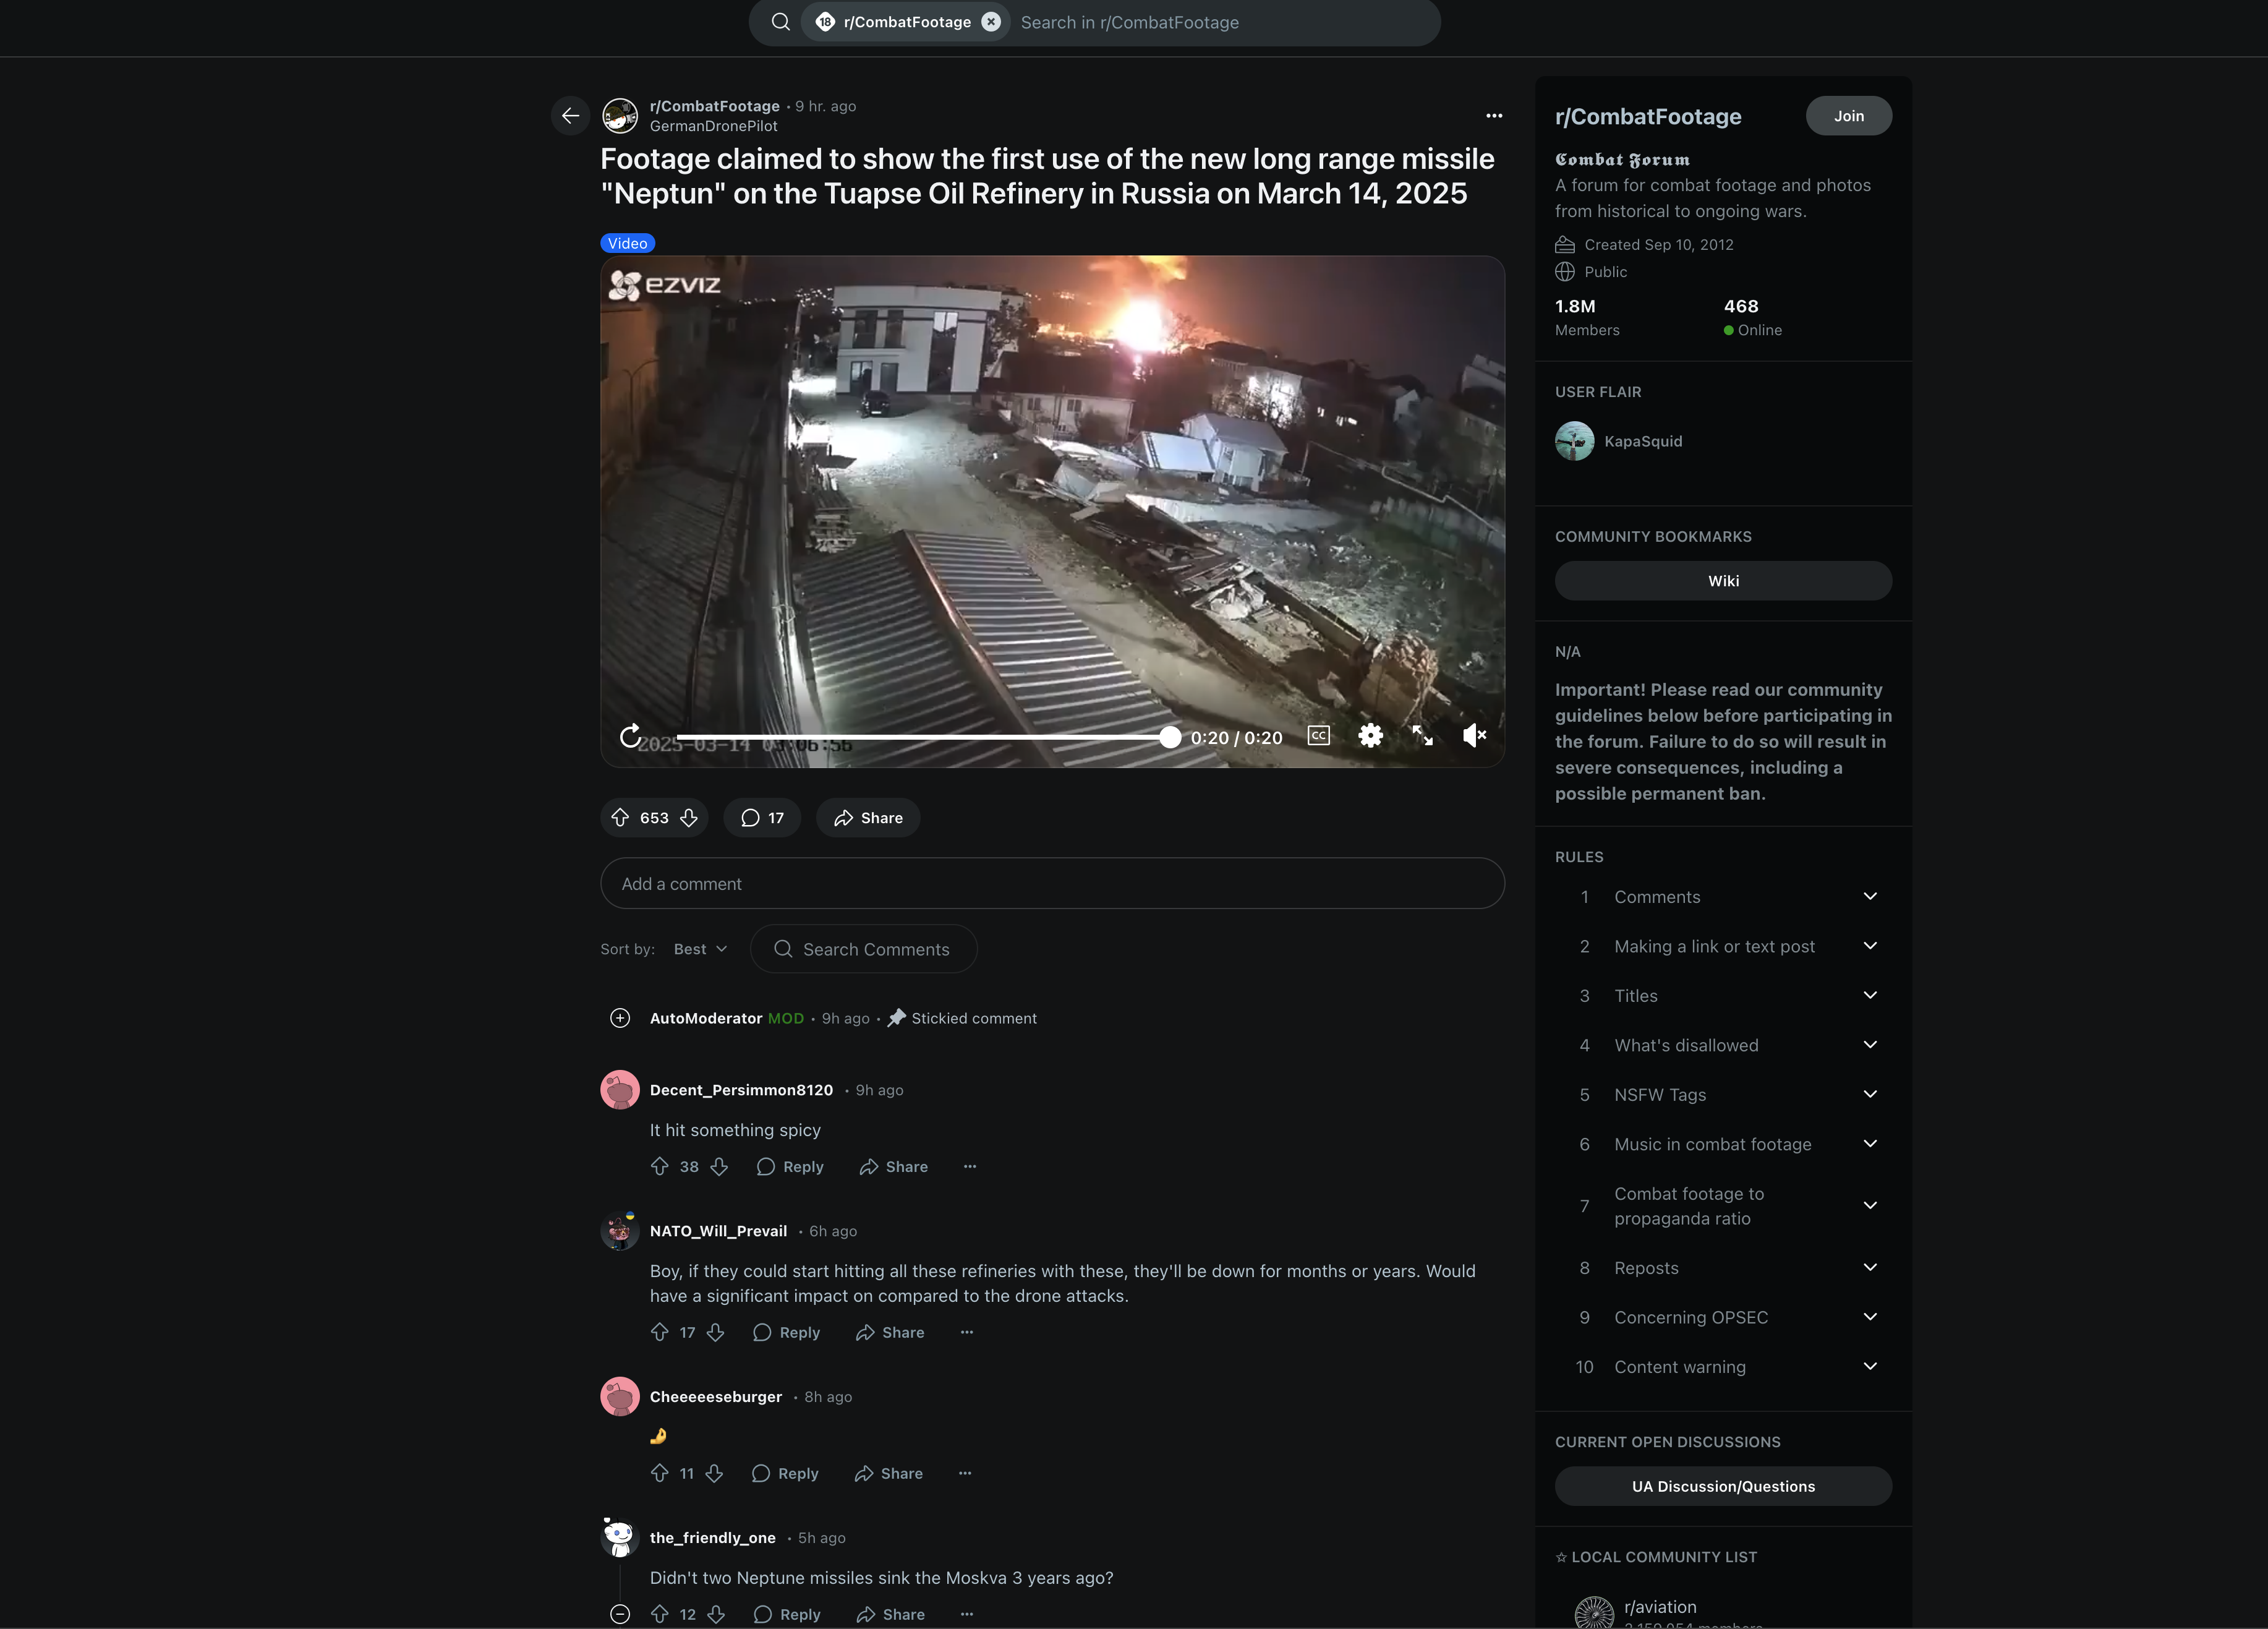 18 r/CombatFootage Search in r/CombatFootage
r/CombatFootage • 9 hr. ago
GermanDronePilot
Footage claimed to show the first use of the new long range missile
"Neptun" on the Tuapse Oil Refinery in Russia on March 14, 2025
Video
ezviz
2025-03-14 03:06:56
0:20 / 0:20
CC
653
17
Share
Add a comment
Sort by: Best
Search Comments
AutoModerator MOD • 9h ago • Stickied comment
Decent_Persimmon8120 • 9h ago
It hit something spicy
38 Reply Share
NATO_Will_Prevail • 6h ago
Boy, if they could start hitting all these refineries with these, they'll be down for months or years. Would
have a significant impact on compared to the drone attacks.
17 Reply Share
Cheeeeeseburger • 8h ago
🤌
11 Reply Share
the_friendly_one • 5h ago
Didn't two Neptune missiles sink the Moskva 3 years ago?
12 Reply Share
r/CombatFootage
Join
𝕮𝖔𝖒𝖇𝖆𝖙 𝕱𝖔𝖗𝖚𝖒
A forum for combat footage and photos
from historical to ongoing wars.
Created Sep 10, 2012
Public
1.8M 468
Members Online
USER FLAIR
KapaSquid
COMMUNITY BOOKMARKS
Wiki
N/A
Important! Please read our community
guidelines below before participating in
the forum. Failure to do so will result in
severe consequences, including a
possible permanent ban.
RULES
1 Comments
2 Making a link or text post
3 Titles
4 What's disallowed
5 NSFW Tags
6 Music in combat footage
7 Combat footage to
propaganda ratio
8 Reposts
9 Concerning OPSEC
10 Content warning
CURRENT OPEN DISCUSSIONS
UA Discussion/Questions
☆ LOCAL COMMUNITY LIST
r/aviation